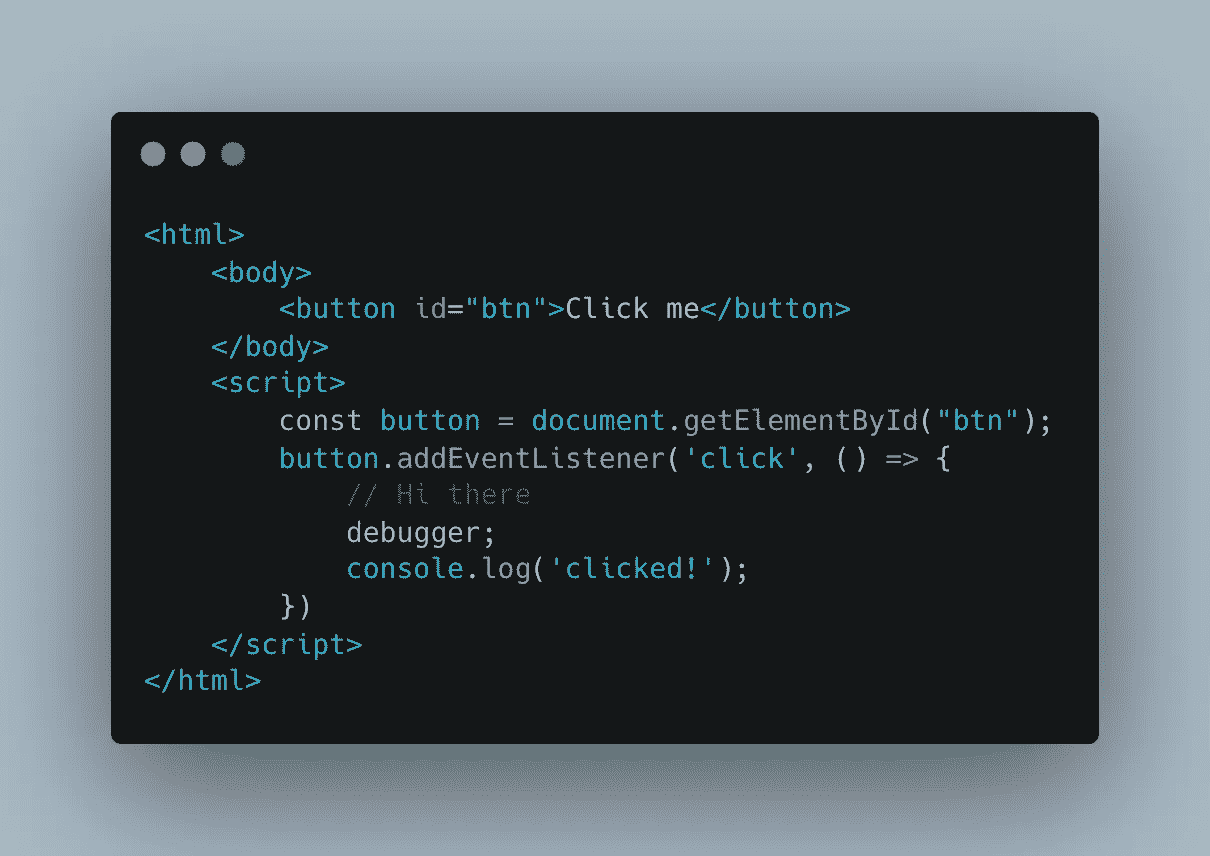 <html>
    <body>
        <button id="btn">Click me</button>
    </body>
    <script>
        const button = document.getElementById("btn");
        button.addEventListener('click', () => {
            // Hi there
            debugger;
            console.log('clicked!');
        })
    </script>
</html>